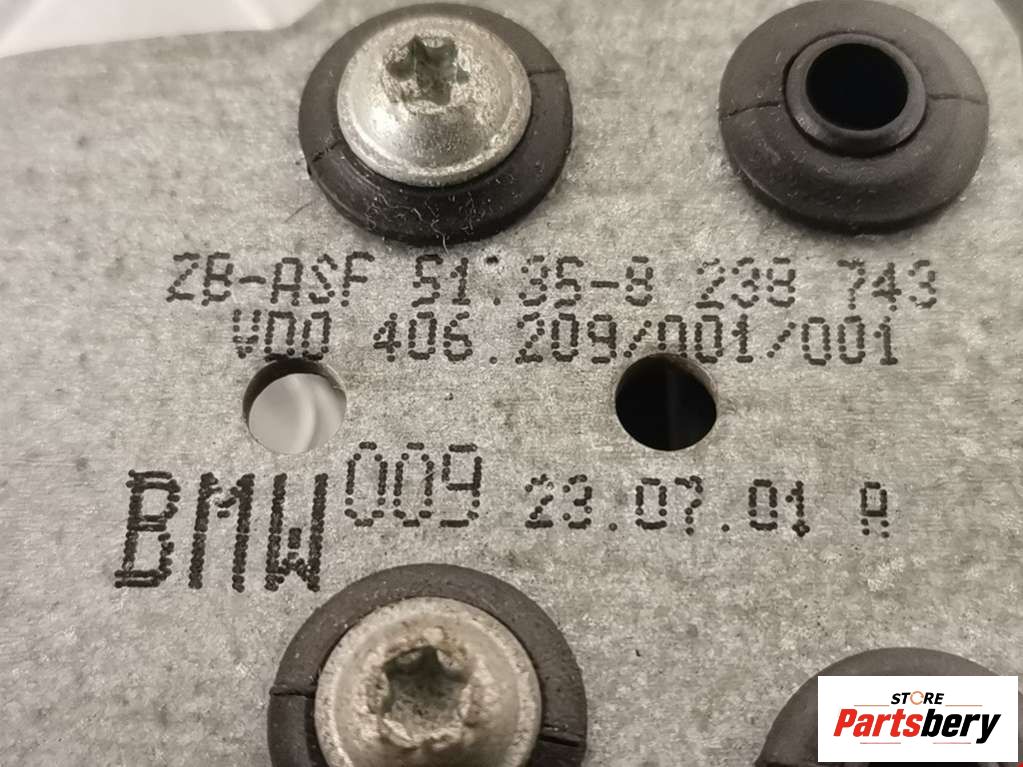 ZB-ASF 51.35-8 238 743
VDO 406.209/001/001
BMW 009 23.07.01 A
STORE
Partsbery